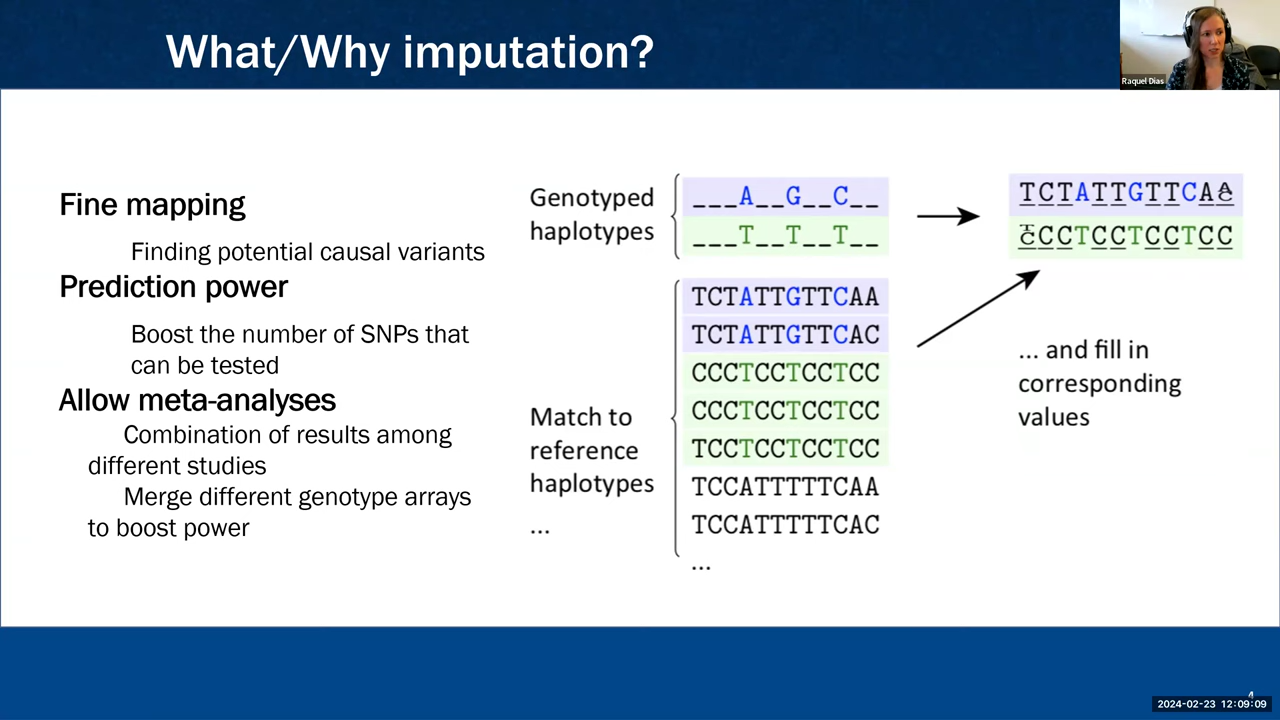 What/Why imputation?
Raquel Dias
Fine mapping
Finding potential causal variants
Prediction power
Boost the number of SNPs that
can be tested
Allow meta-analyses
Combination of results among
different studies
Merge different genotype arrays
to boost power
Genotyped
haplotypes
___A__G__C__
___T__T__T__
Match to
reference
haplotypes
...
TCTATTGTTCAA
TCTATTGTTCAC
CCCTCCTCCTCC
CCCTCCTCCTCC
TCCTCCTCCTCC
TCCATTTTTCAA
TCCATTTTTCAC
...
TCTATTGTTCA
CCTCCTCCTCC
... and fill in
corresponding
values
4
2024-02-23 12:09:09